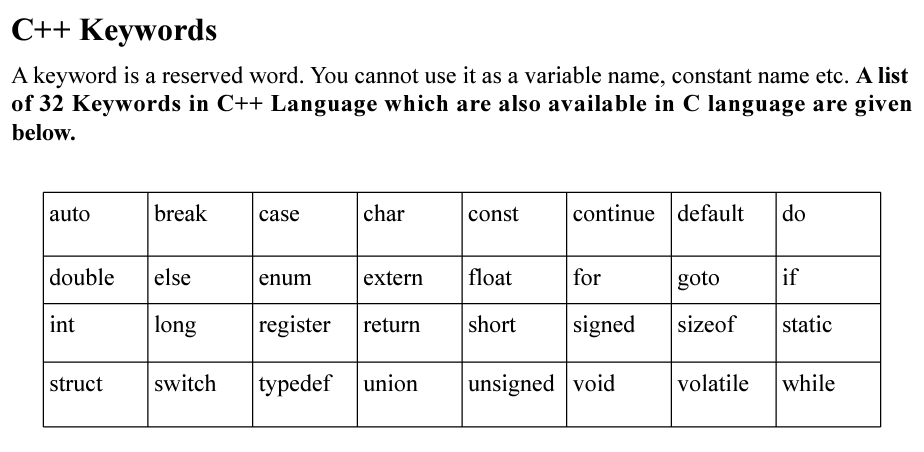 C++ Keywords
A keyword is a reserved word. You cannot use it as a variable name, constant name etc. A list
of 32 Keywords in C++ Language which are also available in C language are given
below.
auto break case char const continue default do
double else enum extern float for goto if
int long register return short signed sizeof static
struct switch typedef union unsigned void volatile while